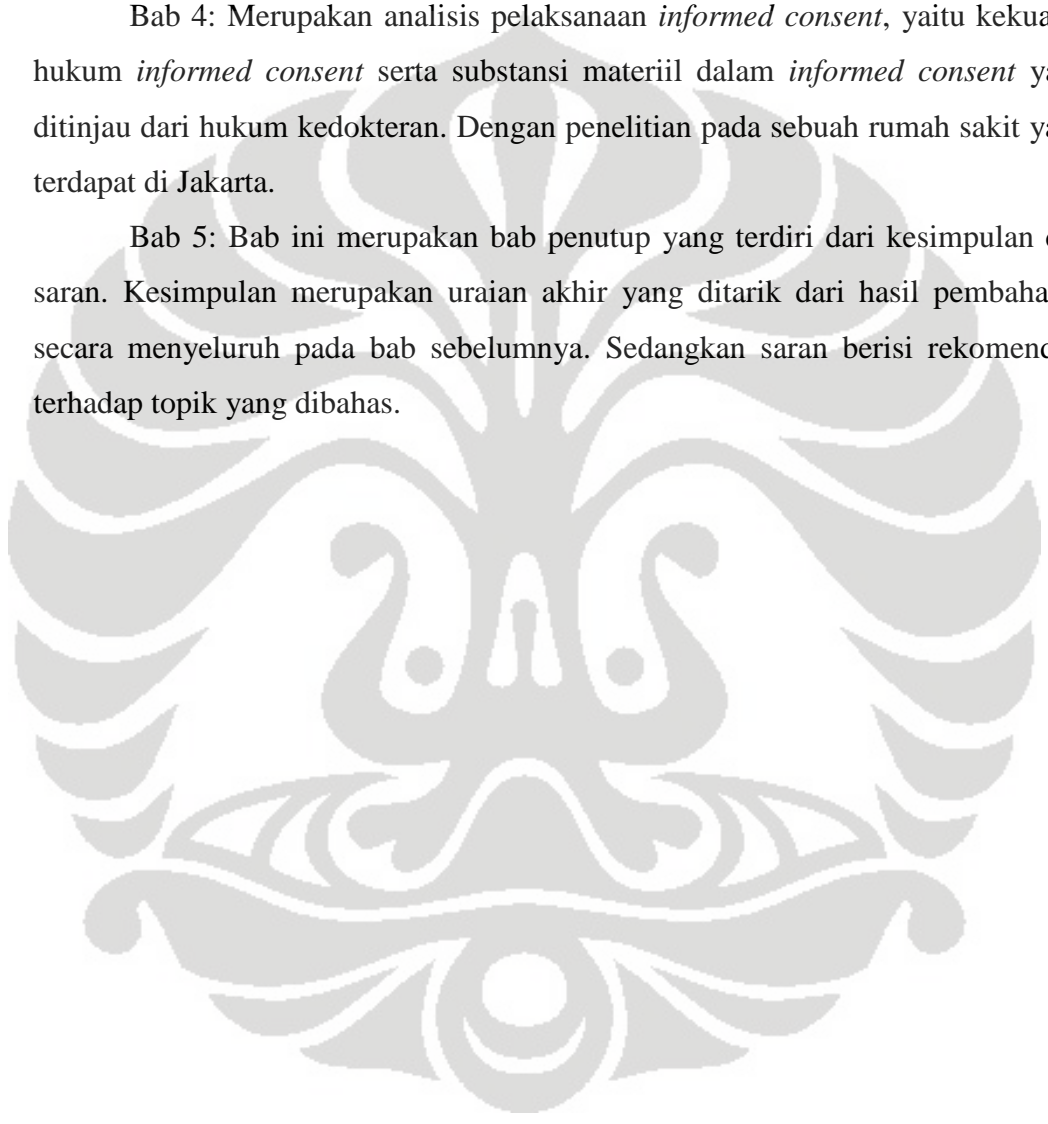 Bab 4: Merupakan analisis pelaksanaan informed consent, yaitu kekua
hukum informed consent serta substansi materiil dalam informed consent ya
ditinjau dari hukum kedokteran. Dengan penelitian pada sebuah rumah sakit ya
terdapat di Jakarta.
Bab 5: Bab ini merupakan bab penutup yang terdiri dari kesimpulan
saran. Kesimpulan merupakan uraian akhir yang ditarik dari hasil pembaha
secara menyeluruh pada bab sebelumnya. Sedangkan saran berisi rekomend
terhadap topik yang dibahas.